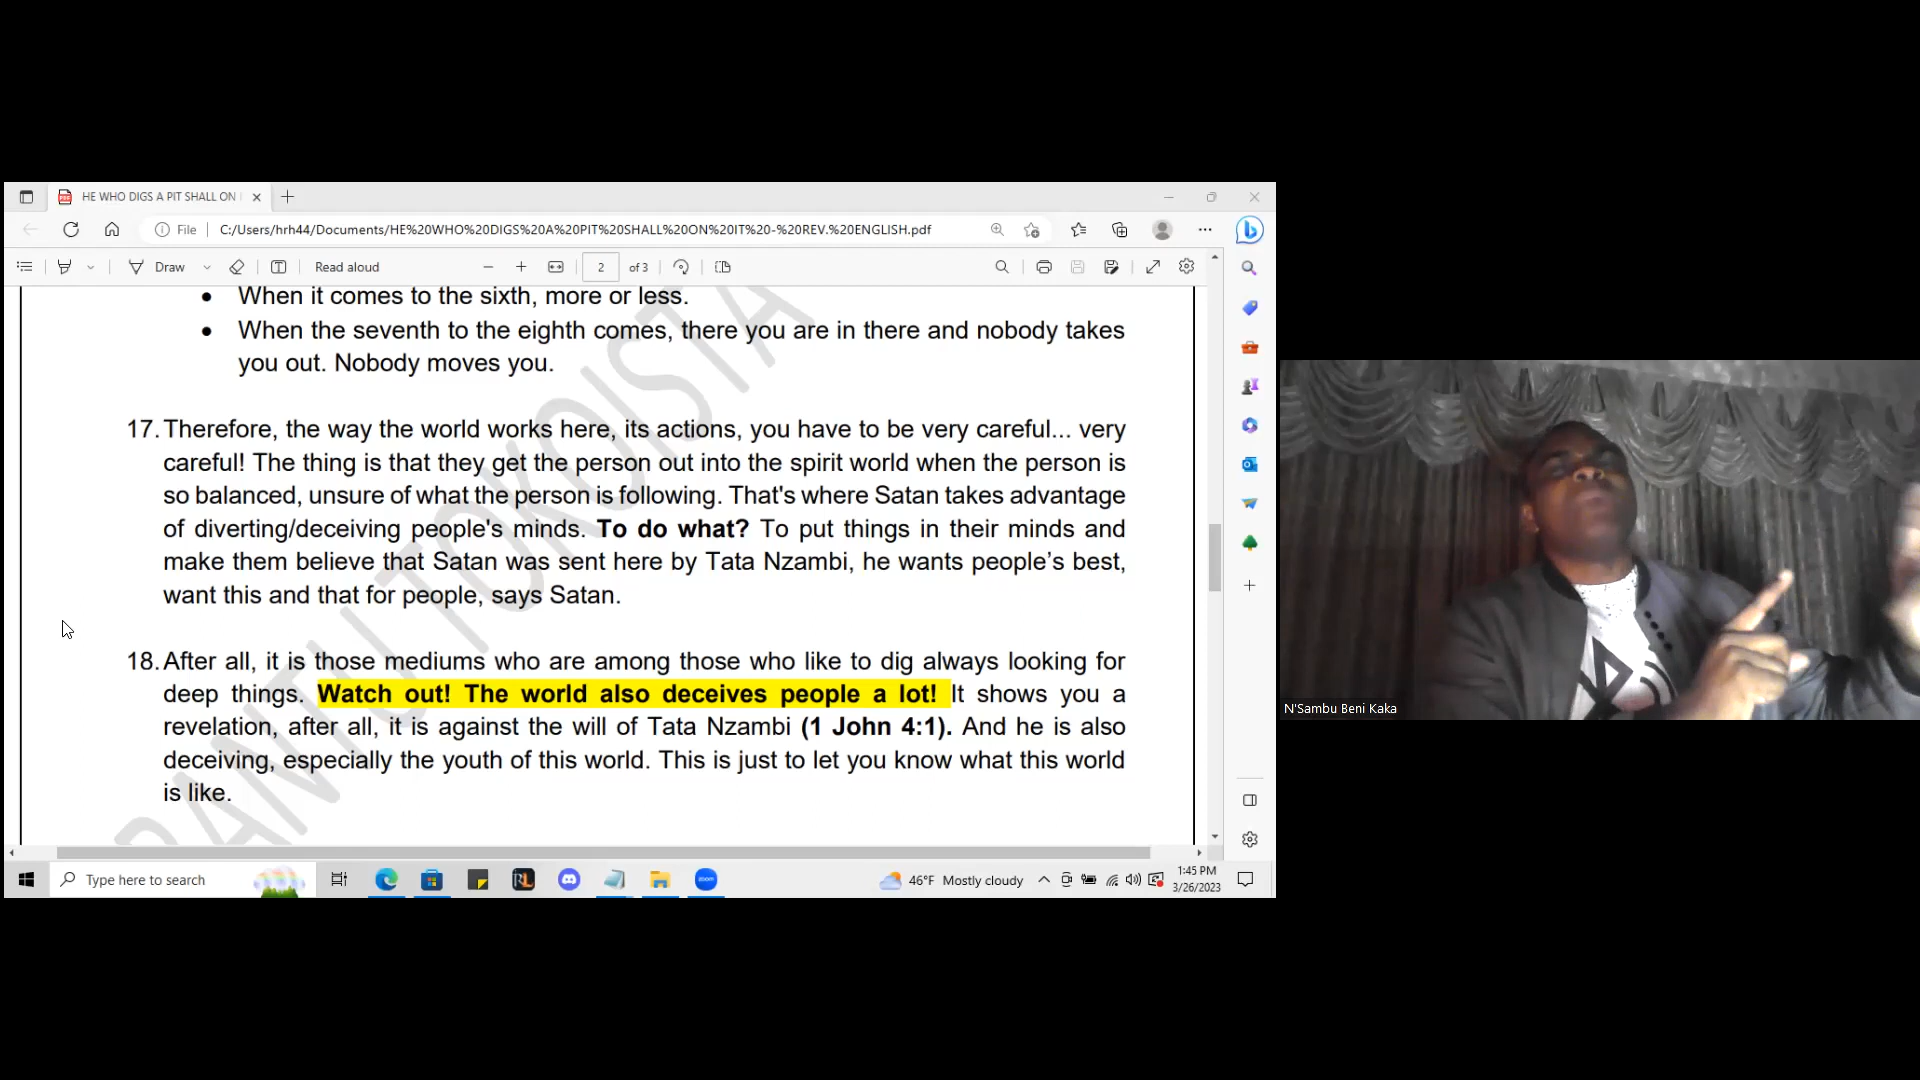 HE WHO DIGS A PIT SHALL ON
File
C:/Users/hrh44/Documents/HE%20WHO%20DIGS%20A%20PIT%20SHALL%20ON%20IT%20-%20REV.%20ENGLISH.pdf
Draw
Read aloud
2
of 3
• When it comes to the sixth, more or less.
• When the seventh to the eighth comes, there you are in there and nobody takes
you out. Nobody moves you.
17. Therefore, the way the world works here, its actions, you have to be very careful... very
careful! The thing is that they get the person out into the spirit world when the person is
so balanced, unsure of what the person is following. That's where Satan takes advantage
of diverting/deceiving people's minds. To do what? To put things in their minds and
make them believe that Satan was sent here by Tata Nzambi, he wants people’s best,
want this and that for people, says Satan.
18. After all, it is those mediums who are among those who like to dig always looking for
deep things. Watch out! The world also deceives people a lot! It shows you a
revelation, after all, it is against the will of Tata Nzambi (1 John 4:1). And he is also
deceiving, especially the youth of this world. This is just to let you know what this world
is like.
BANTU TOKOISTA
Type here to search
46°F Mostly cloudy
1:45 PM
3/26/2023
N'Sambu Beni Kaka